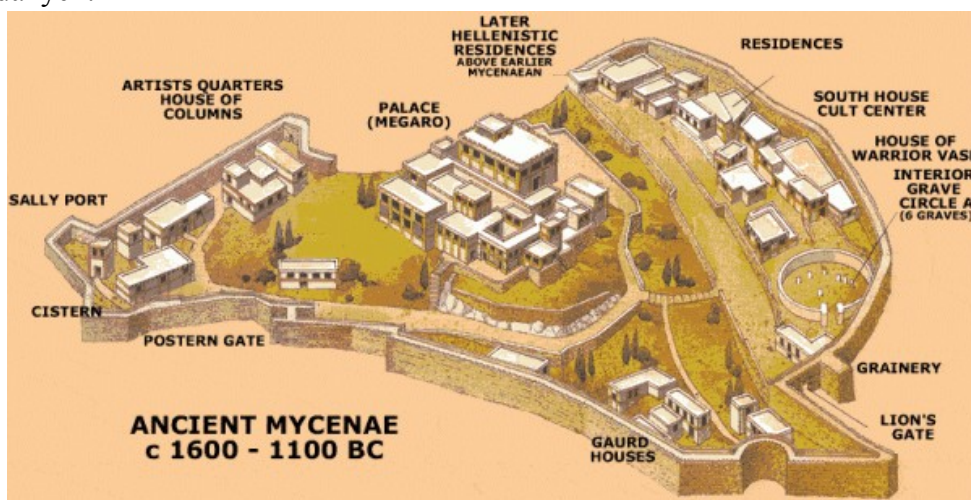 LATER
HELLENISTIC
RESIDENCES
ABOVE EARLIER
MYCENAEAN
RESIDENCES
ARTISTS QUARTERS
HOUSE OF
COLUMNS
PALACE
(MEGARO)
SOUTH HOUSE
CULT CENTER
HOUSE OF
WARRIOR VASE
INTERIOR
GRAVE
CIRCLE A
(6 GRAVES)
SALLY PORT
CISTERN
POSTERN GATE
GRAINERY
LION'S
GATE
GAURD
HOUSES
ANCIENT MYCENAE
c 1600 - 1100 BC